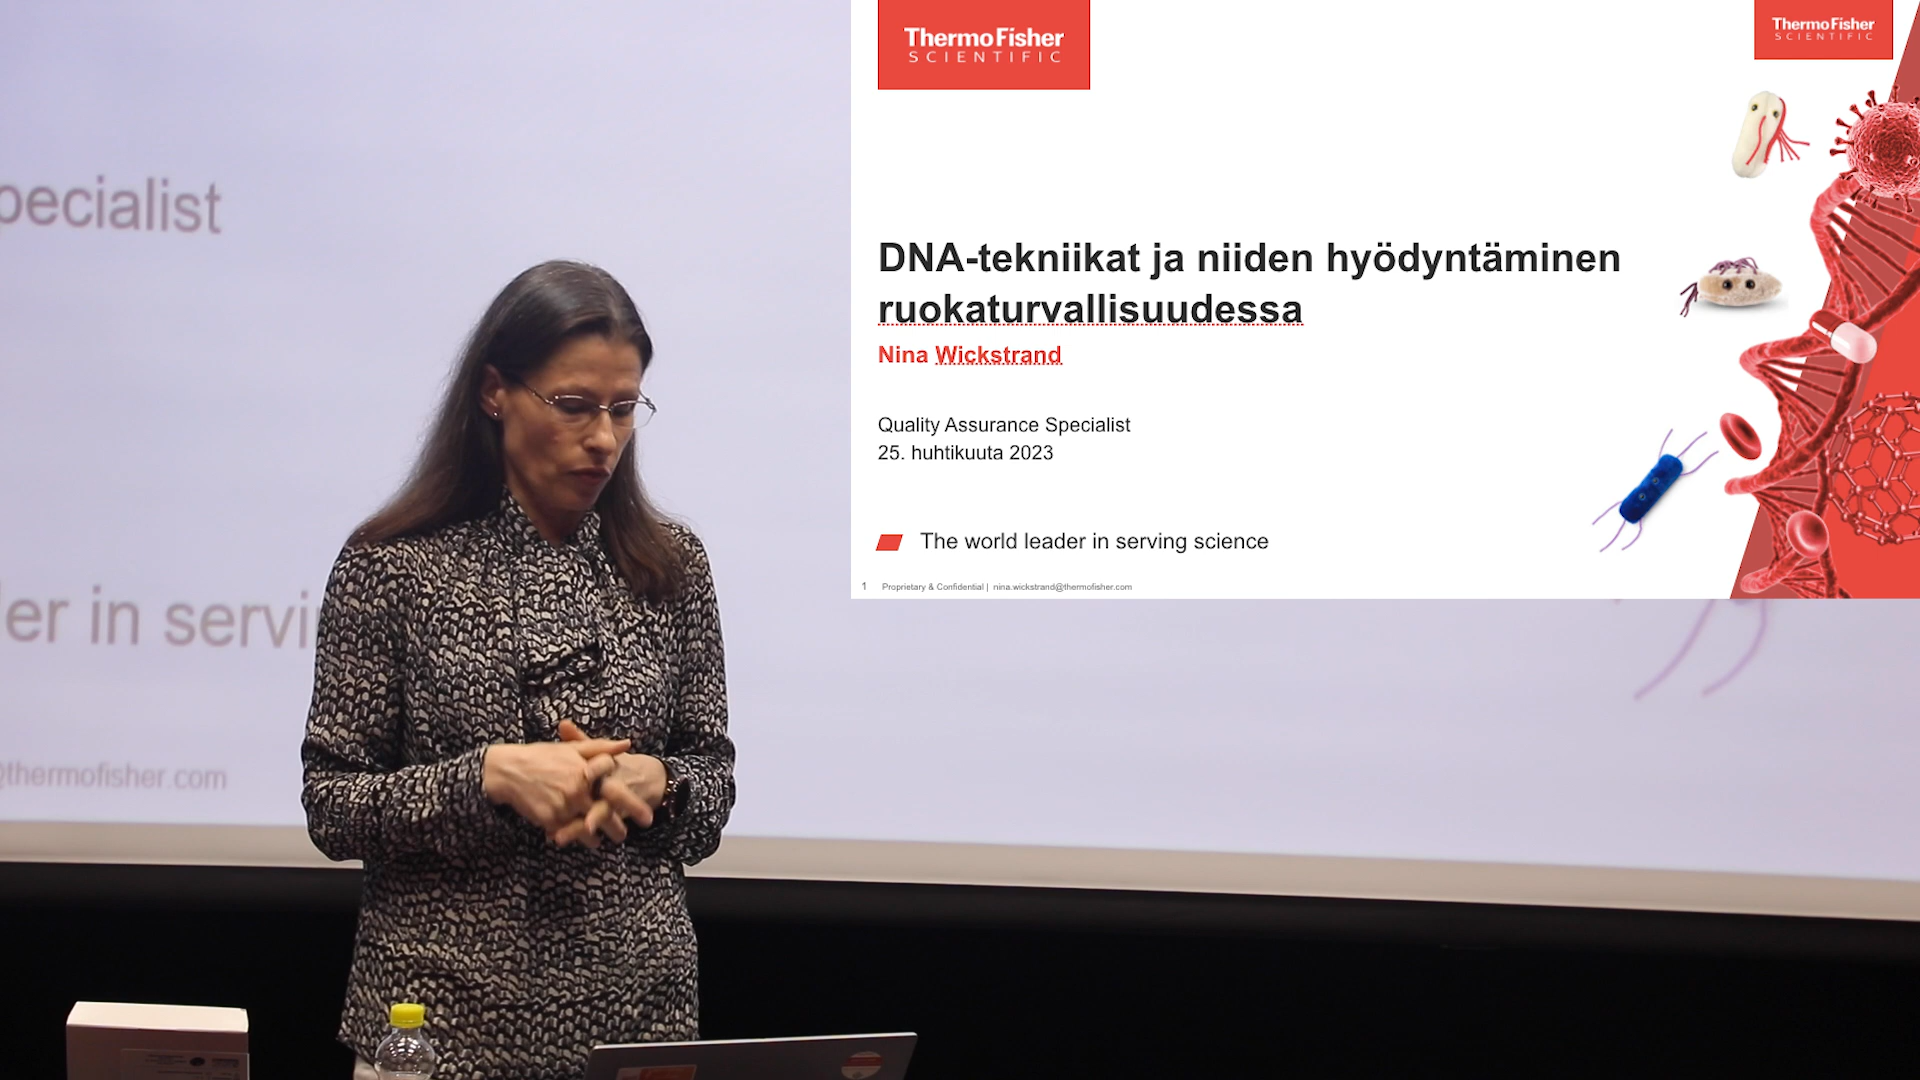 ThermoFisher
SCIENTIFIC
ThermoFisher
SCIENTIFIC
DNA-tekniikat ja niiden hyödyntäminen
ruokaturvallisuudessa
Nina Wickstrand
Quality Assurance Specialist
25. huhtikuuta 2023
The world leader in serving science
1 Proprietary & Confidential | nina.wickstrand@thermofisher.com
pecialist
er in servi
@thermofisher.com